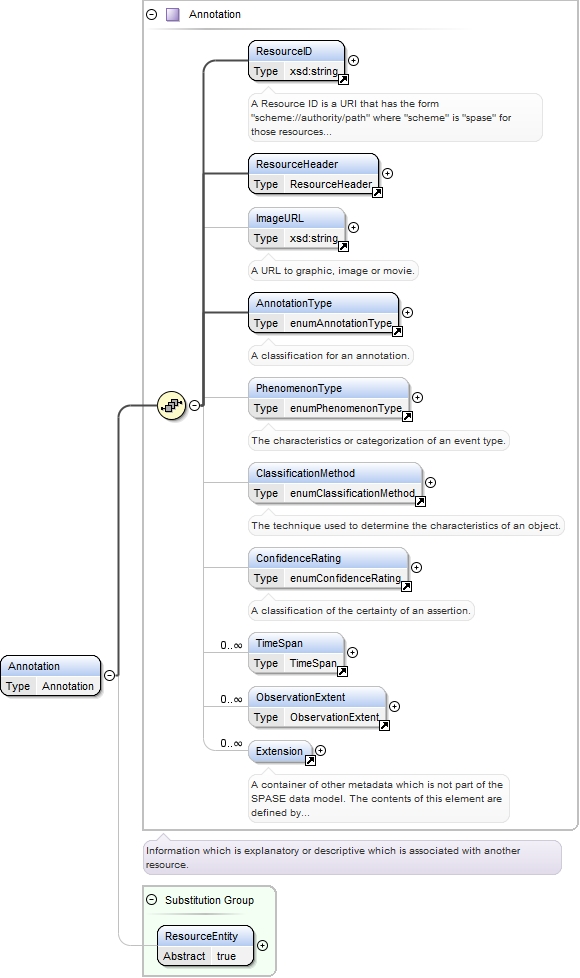 Annotation
ResourceID
Type xsd:string
A Resource ID is a URI that has the form
"scheme://authority/path" where "scheme" is "spase" for
those resources...
ResourceHeader
Type ResourceHeader
ImageURL
Type xsd:string
A URL to graphic, image or movie.
AnnotationType
Type enumAnnotationType
A classification for an annotation.
PhenomenonType
Type enumPhenomenonType
The characteristics or categorization of an event type.
ClassificationMethod
Type enumClassificationMethod
The technique used to determine the characteristics of an object.
ConfidenceRating
Type enumConfidenceRating
A classification of the certainty of an assertion.
0..∞
TimeSpan
Type TimeSpan
0..∞
ObservationExtent
Type ObservationExtent
0..∞
Extension
A container of other metadata which is not part of the
SPASE data model. The contents of this element are
defined by...
Annotation
Type Annotation
Information which is explanatory or descriptive which is associated with another
resource.
Substitution Group
ResourceEntity
Abstract true